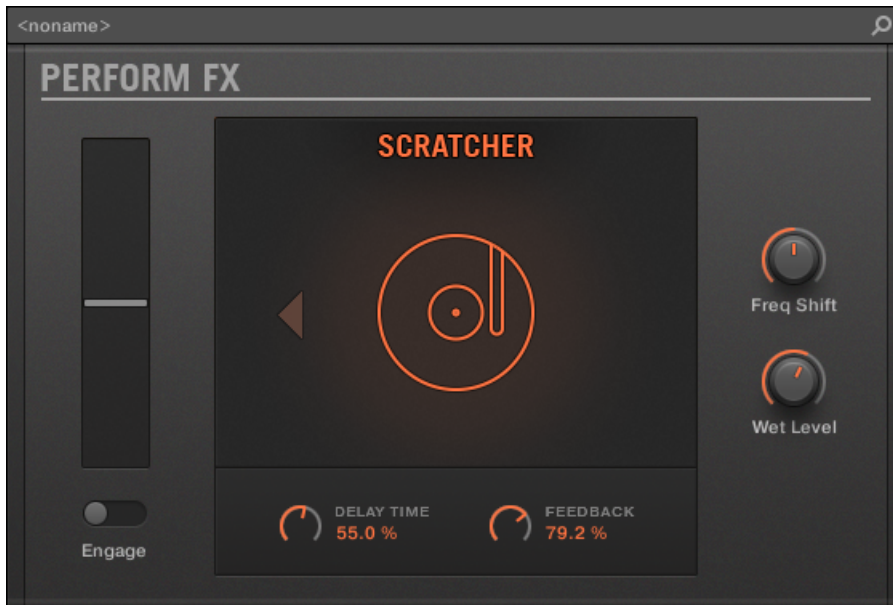 <noname>
PERFORM FX
SCRATCHER
Freq Shift
Wet Level
DELAY TIME
55.0 %
FEEDBACK
79.2 %
Engage